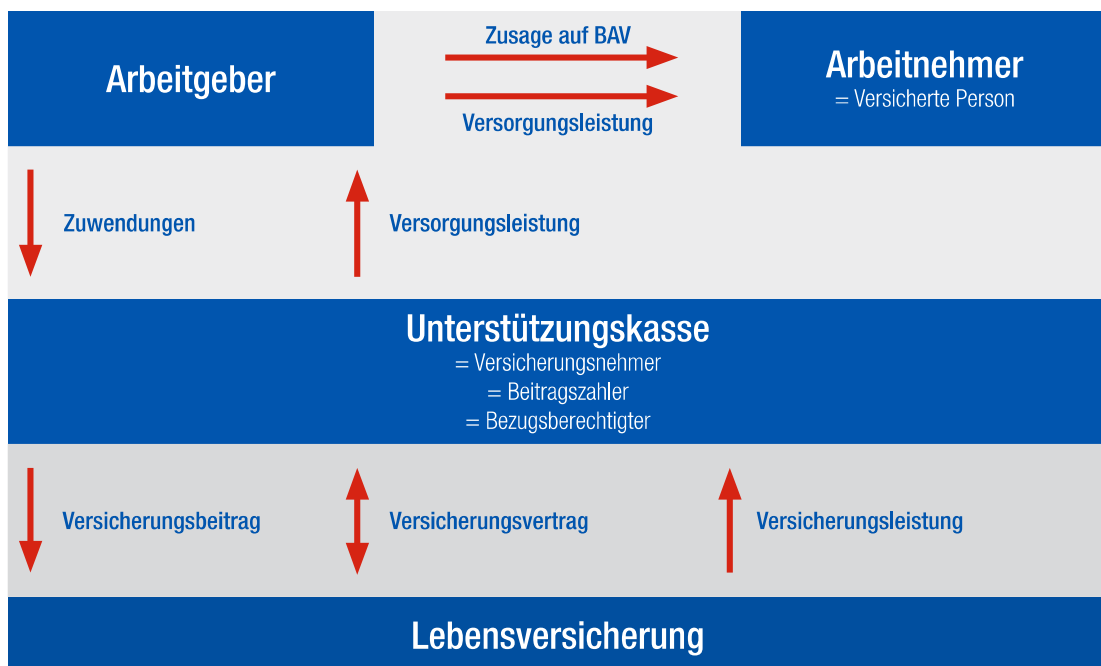 Arbeitgeber
Zusage auf BAV
Versorgungsleistung
Arbeitnehmer
= Versicherte Person
Zuwendungen
Versorgungsleistung
Unterstützungskasse
= Versicherungsnehmer
= Beitragszahler
= Bezugsberechtigter
Versicherungsbeitrag
Versicherungsvertrag
Versicherungsleistung
Lebensversicherung